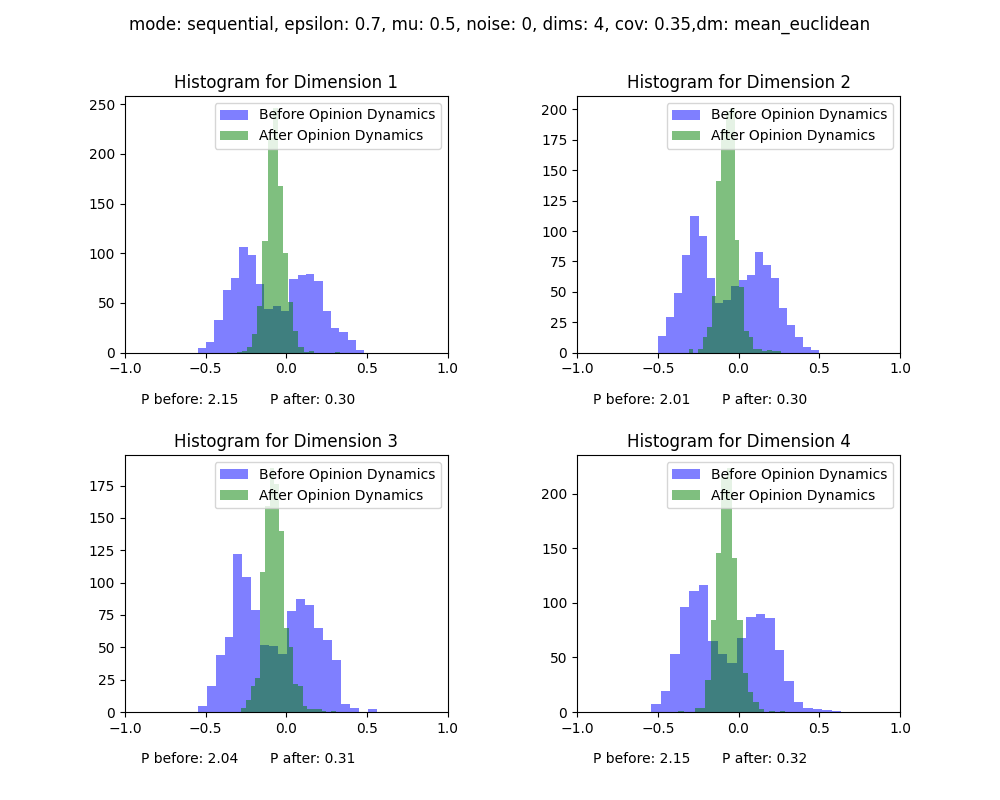 mode: sequential, epsilon: 0.7, mu: 0.5, noise: 0, dims: 4, cov: 0.35,dm: mean_euclidean
Histogram for Dimension 1
Before Opinion Dynamics
After Opinion Dynamics
250
200
150
100
50
0
−1.0 −0.5 0.0 0.5 1.0
P before: 2.15 P after: 0.30
Histogram for Dimension 2
Before Opinion Dynamics
After Opinion Dynamics
200
175
150
125
100
75
50
25
0
−1.0 −0.5 0.0 0.5 1.0
P before: 2.01 P after: 0.30
Histogram for Dimension 3
Before Opinion Dynamics
After Opinion Dynamics
175
150
125
100
75
50
25
0
−1.0 −0.5 0.0 0.5 1.0
P before: 2.04 P after: 0.31
Histogram for Dimension 4
Before Opinion Dynamics
After Opinion Dynamics
200
150
100
50
0
−1.0 −0.5 0.0 0.5 1.0
P before: 2.15 P after: 0.32